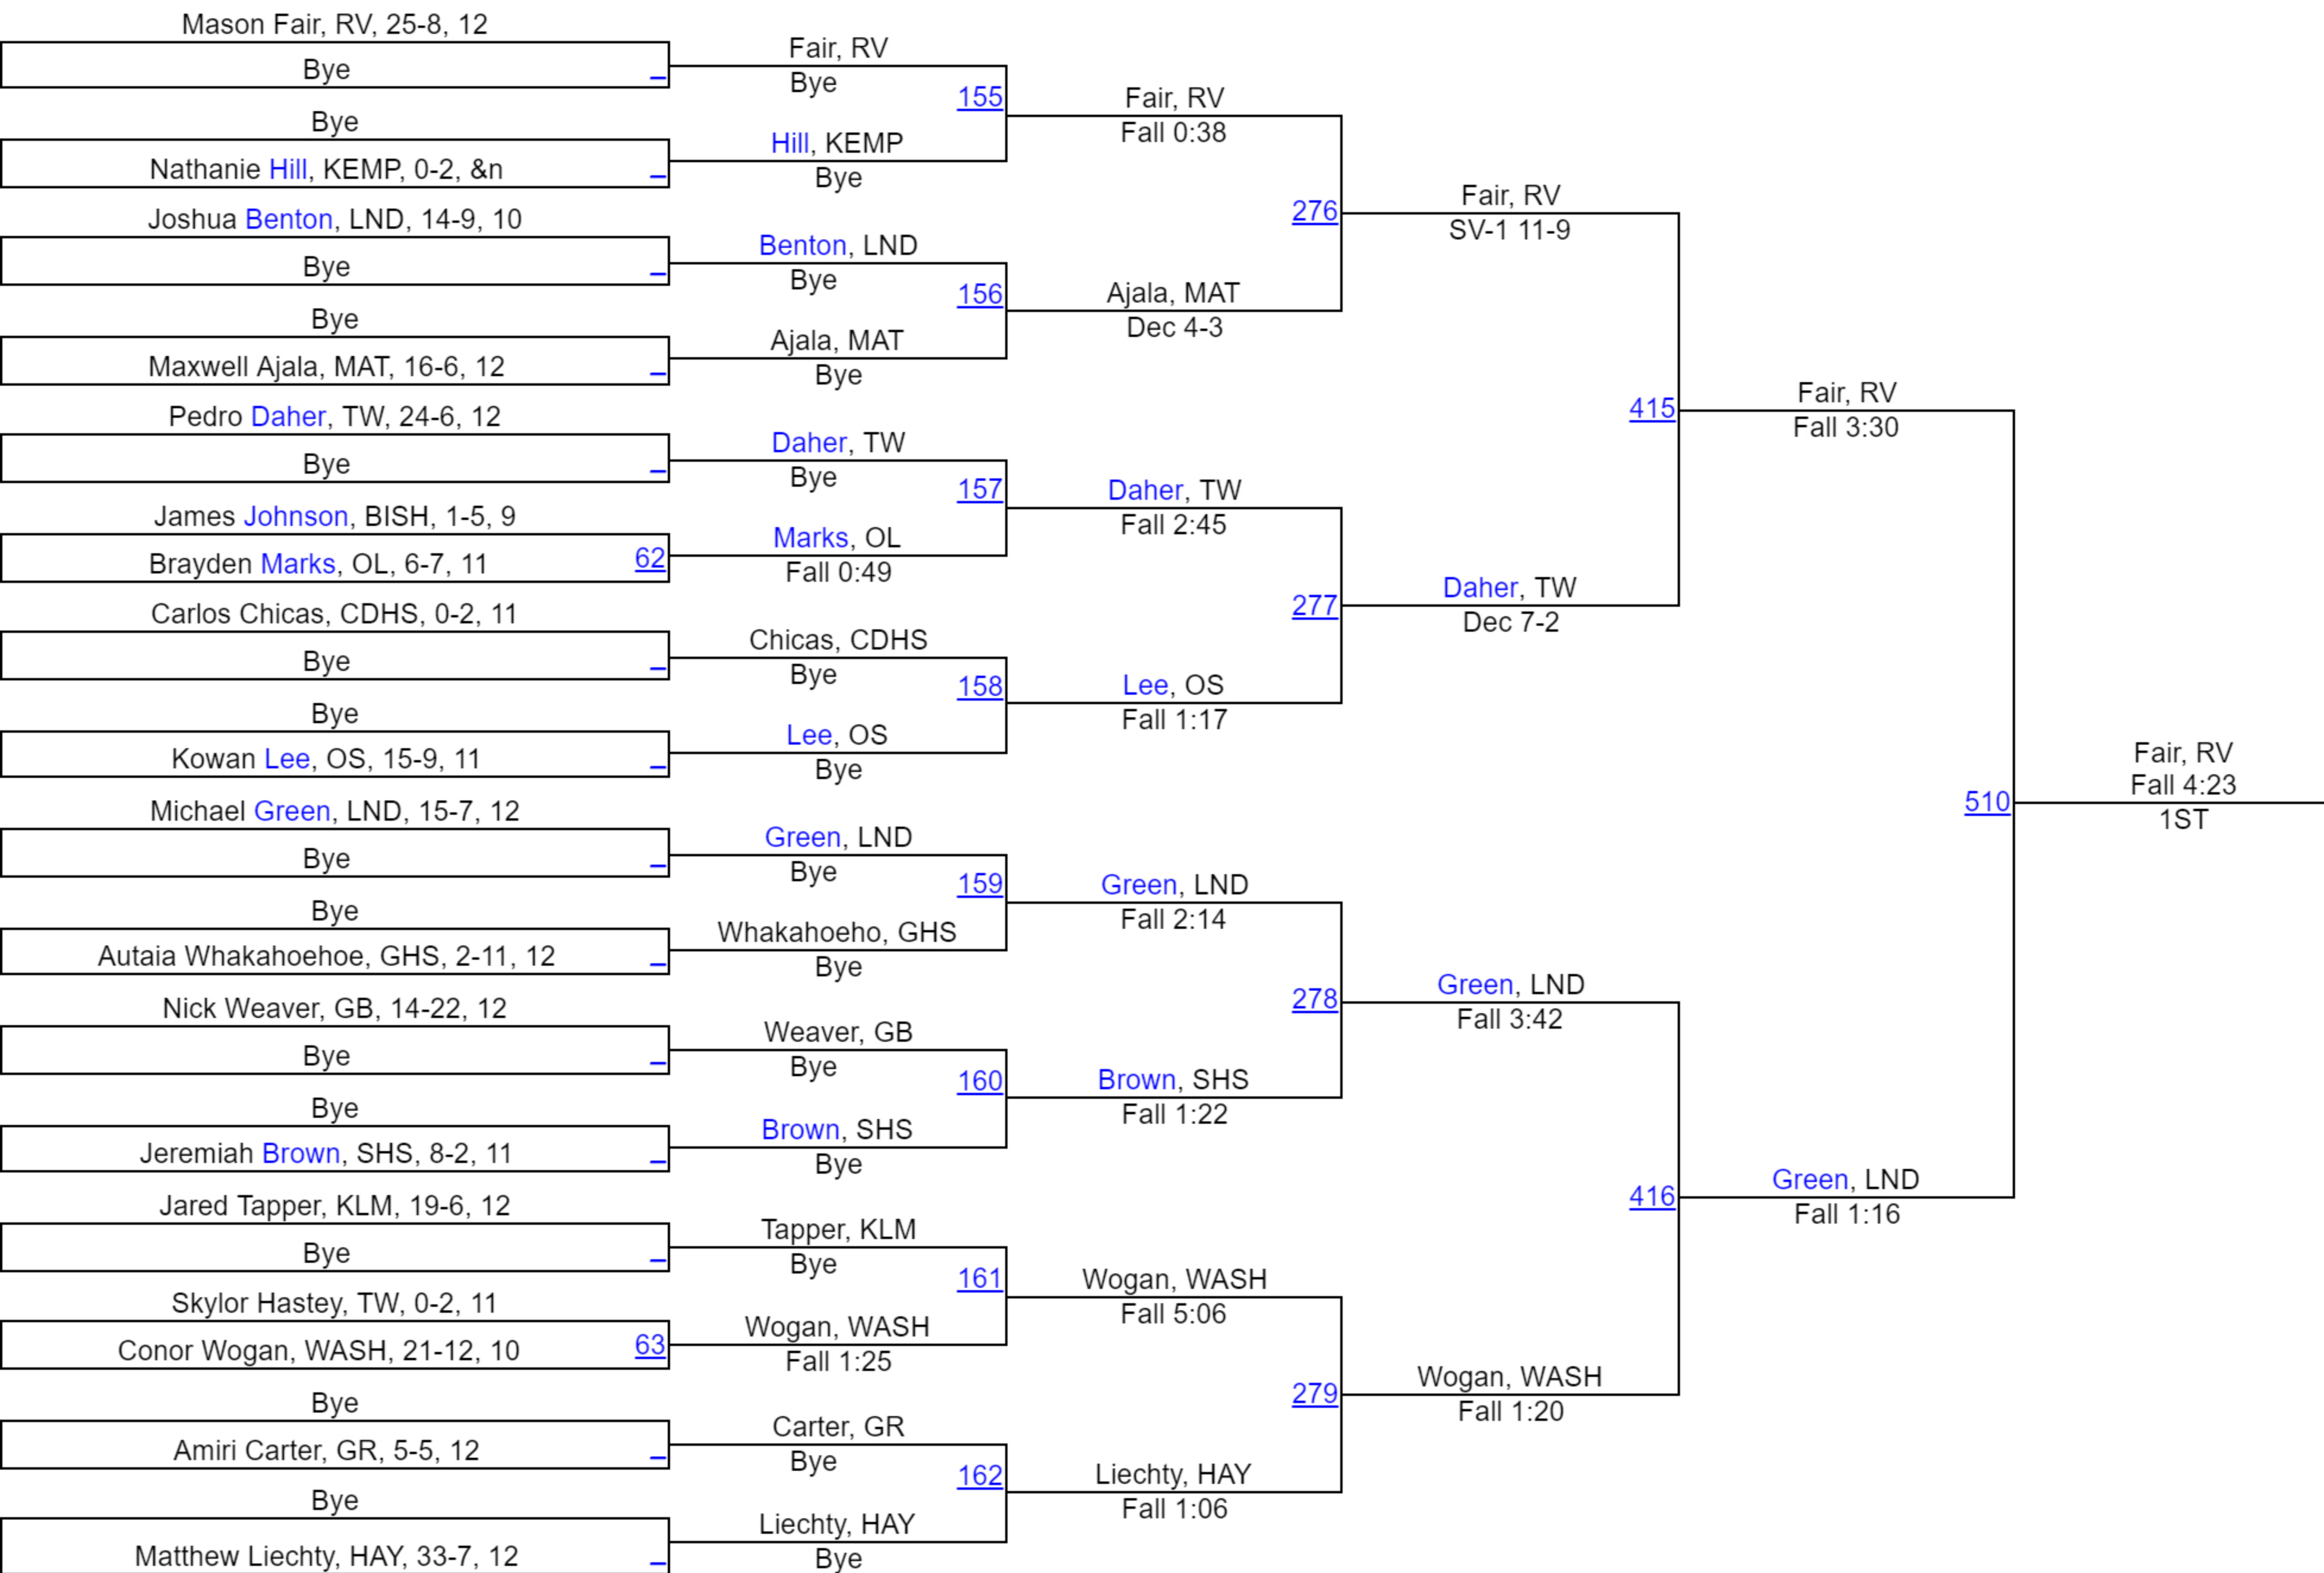 Mason Fair, RV, 25-8, 12
Bye
Bye
Nathanie Hill, KEMP, 0-2, &n
Joshua Benton, LND, 14-9, 10
Bye
Bye
Maxwell Ajala, MAT, 16-6, 12
Pedro Daher, TW, 24-6, 12
Bye
James Johnson, BISH, 1-5, 9
Brayden Marks, OL, 6-7, 11
62
Carlos Chicas, CDHS, 0-2, 11
Bye
Bye
Kowan Lee, OS, 15-9, 11
Michael Green, LND, 15-7, 12
Bye
Bye
Autaia Whakahoehoe, GHS, 2-11, 12
Nick Weaver, GB, 14-22, 12
Bye
Bye
Jeremiah Brown, SHS, 8-2, 11
Jared Tapper, KLM, 19-6, 12
Bye
Skylor Hastey, TW, 0-2, 11
Conor Wogan, WASH, 21-12, 10
63
Bye
Amiri Carter, GR, 5-5, 12
Bye
Matthew Liechty, HAY, 33-7, 12
Fair, RV
Bye
155
Hill, KEMP
Bye
Benton, LND
Bye
156
Ajala, MAT
Bye
Daher, TW
Bye
157
Marks, OL
Fall 0:49
Chicas, CDHS
Bye
158
Lee, OS
Bye
Green, LND
Bye
159
Whakahoeho, GHS
Bye
Weaver, GB
Bye
160
Brown, SHS
Bye
Tapper, KLM
Bye
161
Wogan, WASH
Fall 1:25
Carter, GR
Bye
162
Liechty, HAY
Bye
Fair, RV
Fall 0:38
276
Ajala, MAT
Dec 4-3
Daher, TW
Fall 2:45
277
Lee, OS
Fall 1:17
Green, LND
Fall 2:14
278
Brown, SHS
Fall 1:22
Wogan, WASH
Fall 5:06
279
Liechty, HAY
Fall 1:06
Fair, RV
SV-1 11-9
415
Daher, TW
Dec 7-2
Green, LND
Fall 3:42
416
Wogan, WASH
Fall 1:20
Fair, RV
Fall 3:30
510
Green, LND
Fall 1:16
Fair, RV
Fall 4:23
1ST